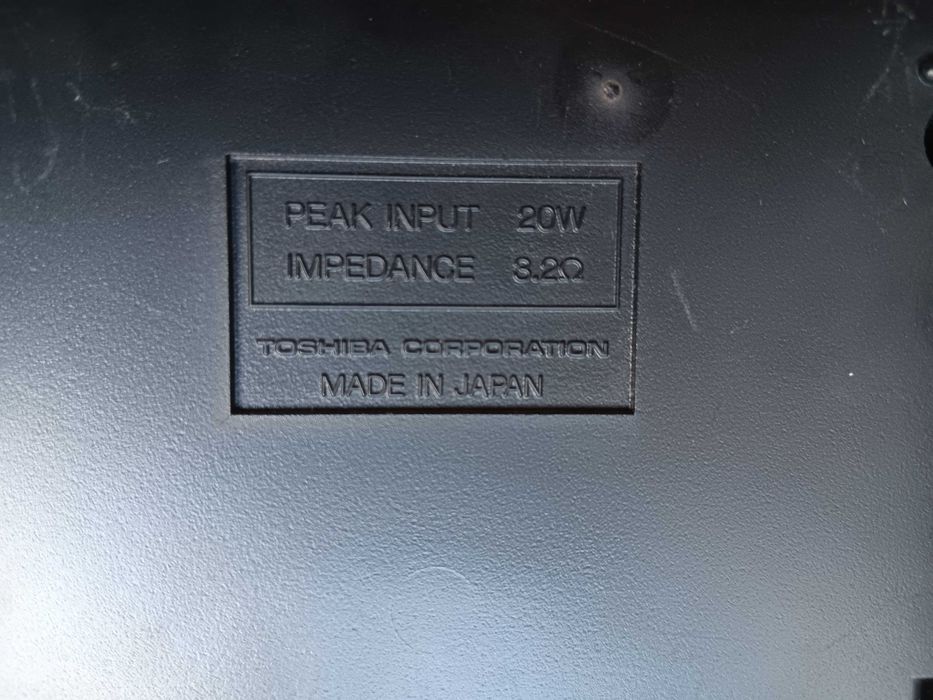 PEAK INPUT 20W
IMPEDANCE 3.2Ω
TOSHIBA CORPORATION
MADE IN JAPAN